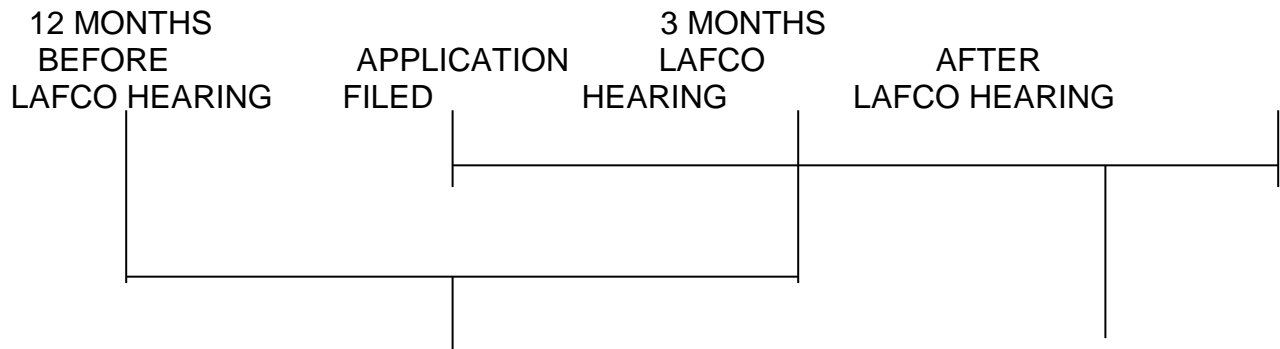 12 MONTHS 3 MONTHS
BEFORE APPLICATION LAFCO AFTER
LAFCO HEARING FILED HEARING LAFCO HEARING